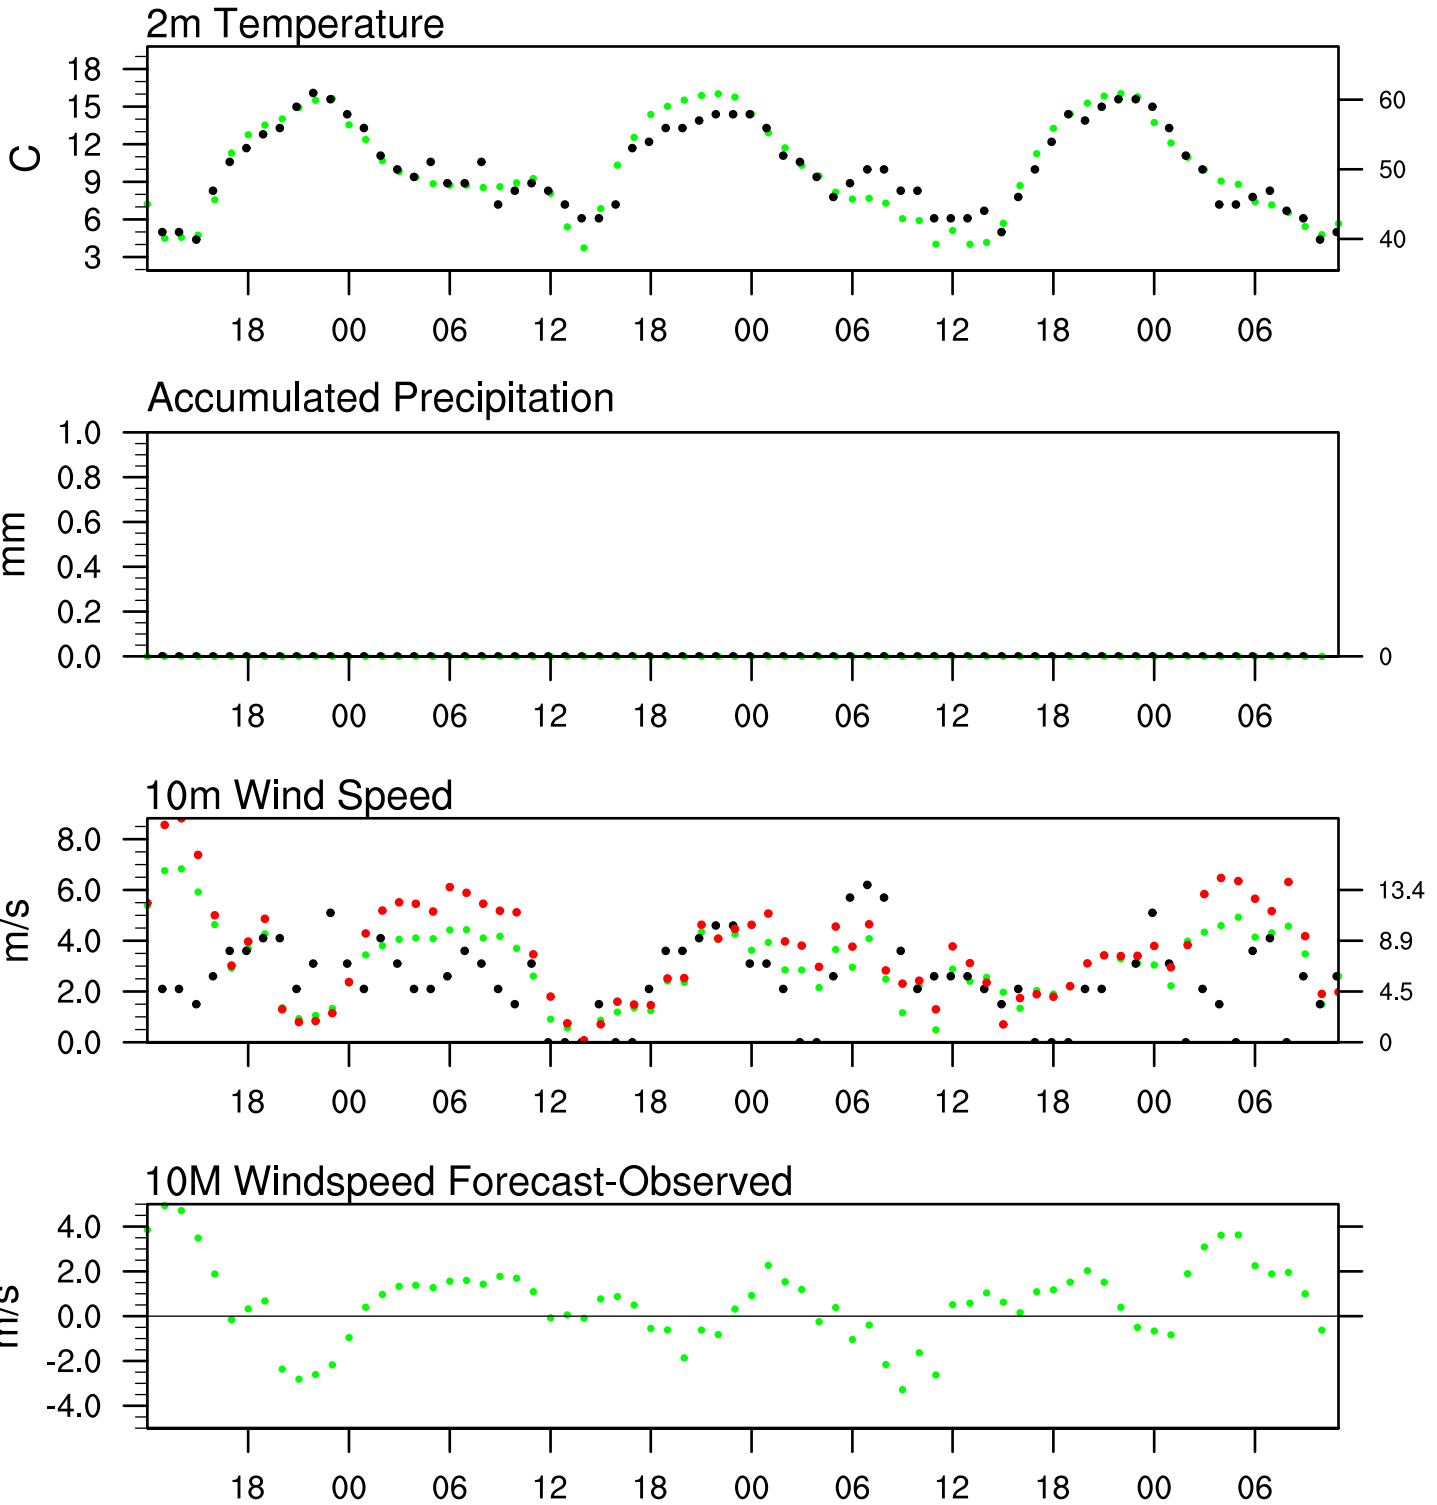 2m Temperature
18
15
12
9
6
3
C
60
50
40
18 00 06 12 18 00 06 12 18 00 06
Accumulated Precipitation
1.0
0.8
0.6
0.4
0.2
0.0
mm
0
18 00 06 12 18 00 06 12 18 00 06
10m Wind Speed
8.0
6.0
4.0
2.0
0.0
m/s
13.4
8.9
4.5
0
18 00 06 12 18 00 06 12 18 00 06
10M Windspeed Forecast-Observed
4.0
2.0
0.0
-2.0
-4.0
m/s
18 00 06 12 18 00 06 12 18 00 06